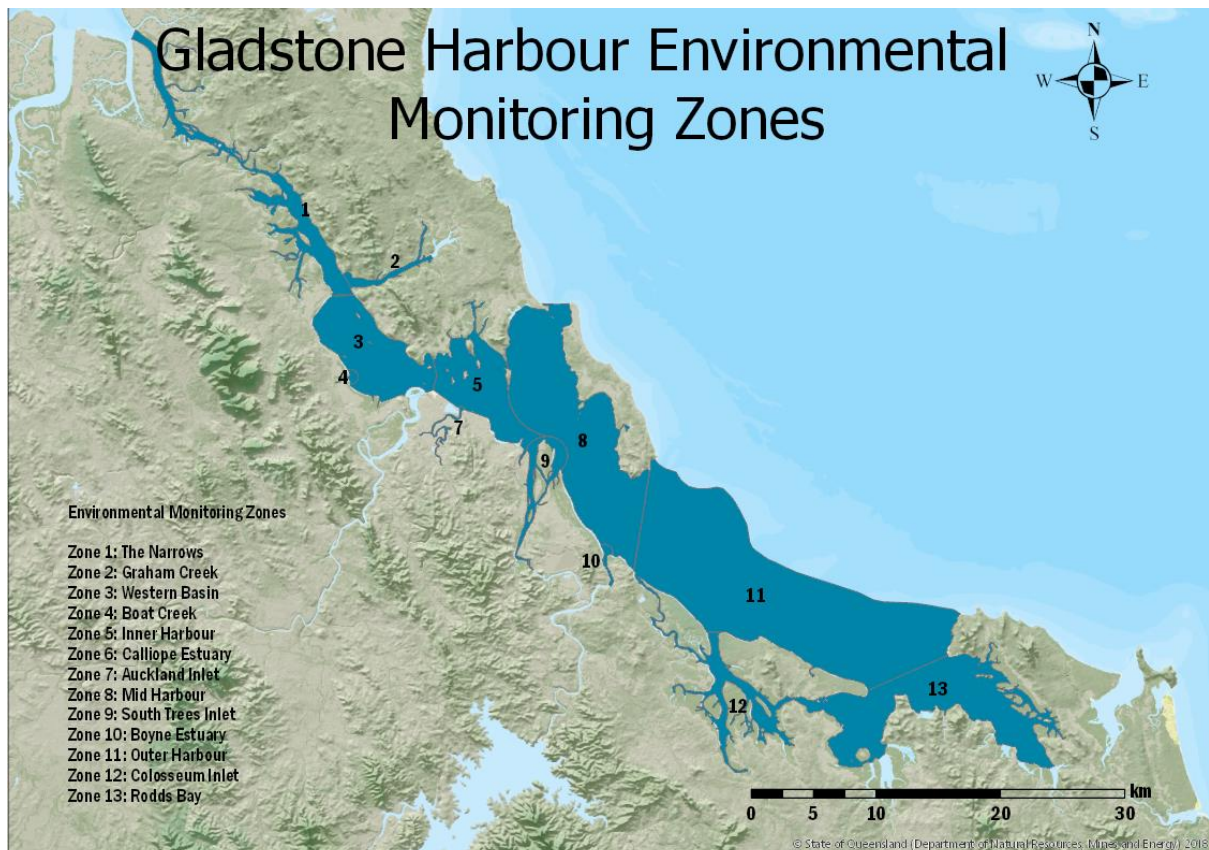 Gladstone Harbour Environmental
Monitoring Zones
N
W E
S
1
2
3
4
5
7
8
9
10
11
12
13
Environmental Monitoring Zones
Zone 1: The Narrows
Zone 2: Graham Creek
Zone 3: Western Basin
Zone 4: Boat Creek
Zone 5: Inner Harbour
Zone 6: Calliope Estuary
Zone 7: Auckland Inlet
Zone 8: Mid Harbour
Zone 9: South Trees Inlet
Zone 10: Boyne Estuary
Zone 11: Outer Harbour
Zone 12: Colosseum Inlet
Zone 13: Rodds Bay
km
0 5 10 20 30
© State of Queensland (Department of Natural Resources, Mines and Energy) 2018